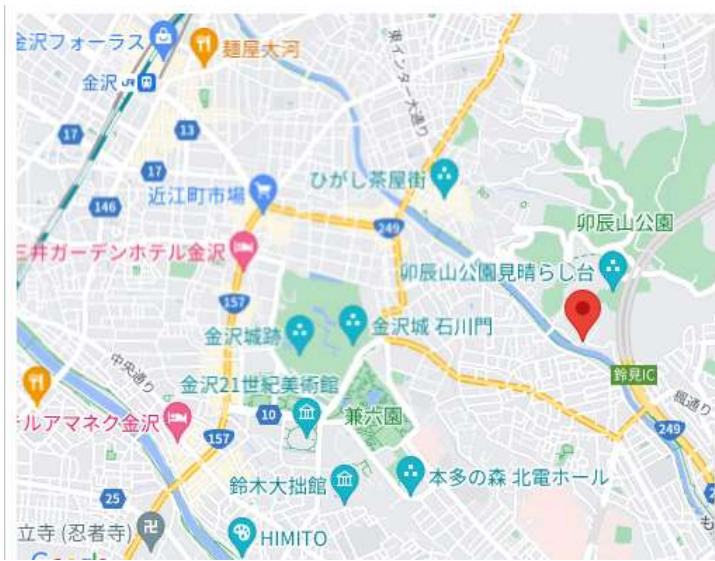 金沢フォーラス
麺屋大河
金沢 JR
東インター大通り
17
13
17
ひがし茶屋街
近江町市場
146
249
卯辰山公園
三井ガーデンホテル金沢
卯辰山公園見晴らし台
157
金沢城跡
金沢城 石川門
中央通り
金沢21世紀美術館
鈴見IC
楓通り
10
兼六園
ルアマネク金沢
157
249
鈴木大拙館
本多の森 北電ホール
25
立寺 (忍者寺)
HIMITO
も